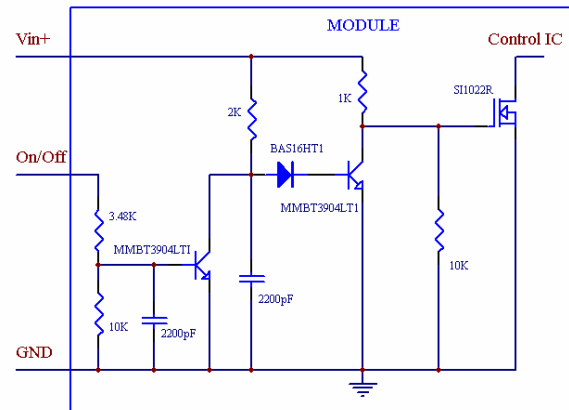 MODULE
Vin+
Control IC
1K
SI1022R
2K
BAS16HT1
On/Off
MMBT3904LT1
3.48K
MMBT3904LTI
10K
2200pF
10K
2200pF
GND